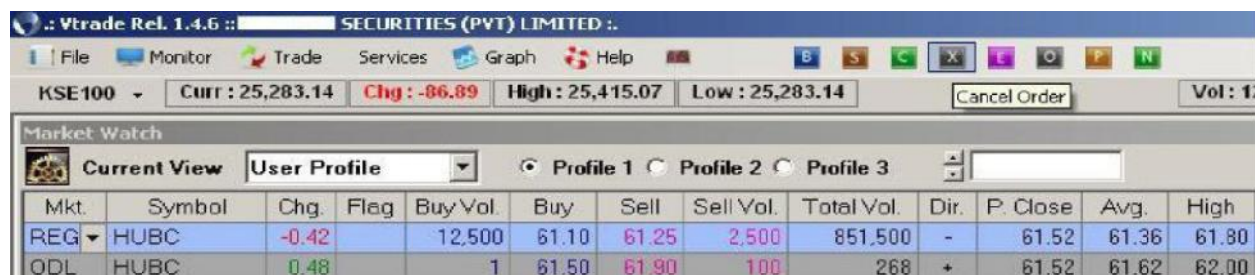 .: Vtrade Rel. 1.4.6 :: SECURITIES (PVT) LIMITED :.
File Monitor Trade Services Graph Help B S C X E O P N
KSE100 Curr : 25,283.14 Chg : -86.89 High : 25,415.07 Low : 25,283.14 Cancel Order Vol : 1
Market Watch
Current View User Profile Profile 1 Profile 2 Profile 3
Mkt. Symbol Chg. Flag Buy Vol. Buy Sell Sell Vol. Total Vol. Dir. P. Close Avg. High
REG HUBC -0.42 12,500 61.10 61.25 2,500 851,500 - 61.52 61.36 61.80
ODL HUBC 0.48 1 61.50 61.90 100 268 + 61.52 61.62 62.00